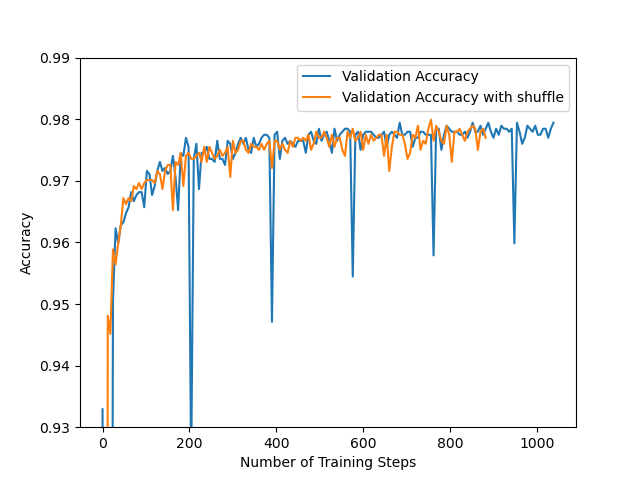 0.99
0.98
0.97
0.96
0.95
0.94
0.93
Accuracy
Validation Accuracy
Validation Accuracy with shuffle
0 200 400 600 800 1000
Number of Training Steps